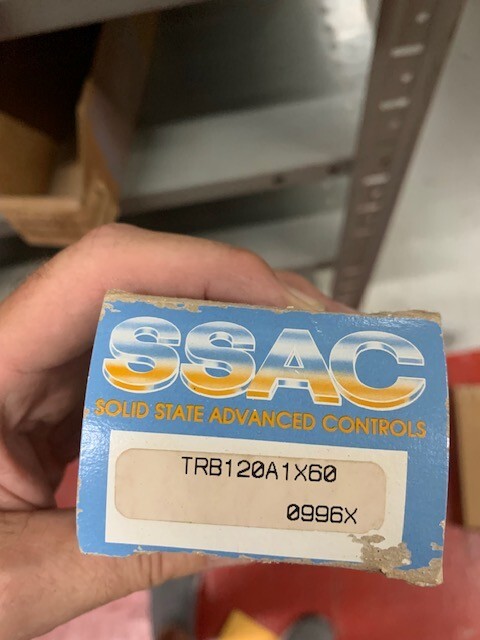 SSAC
SOLID STATE ADVANCED CONTROLS
TRB120A1X60
0996X